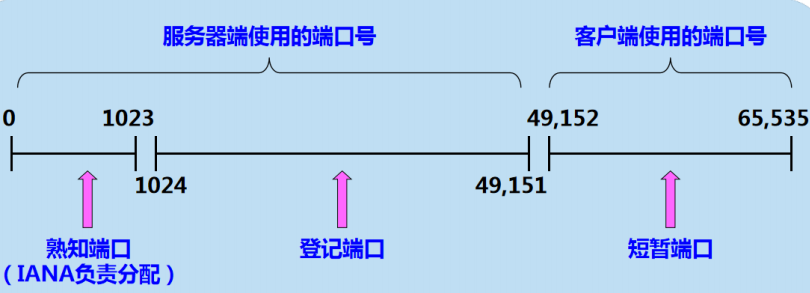 服务器端使用的端口号 客户端使用的端口号
0 1023 49,152 65,535
1024 49,151
熟知端口 登记端口 短暂端口
（IANA负责分配）